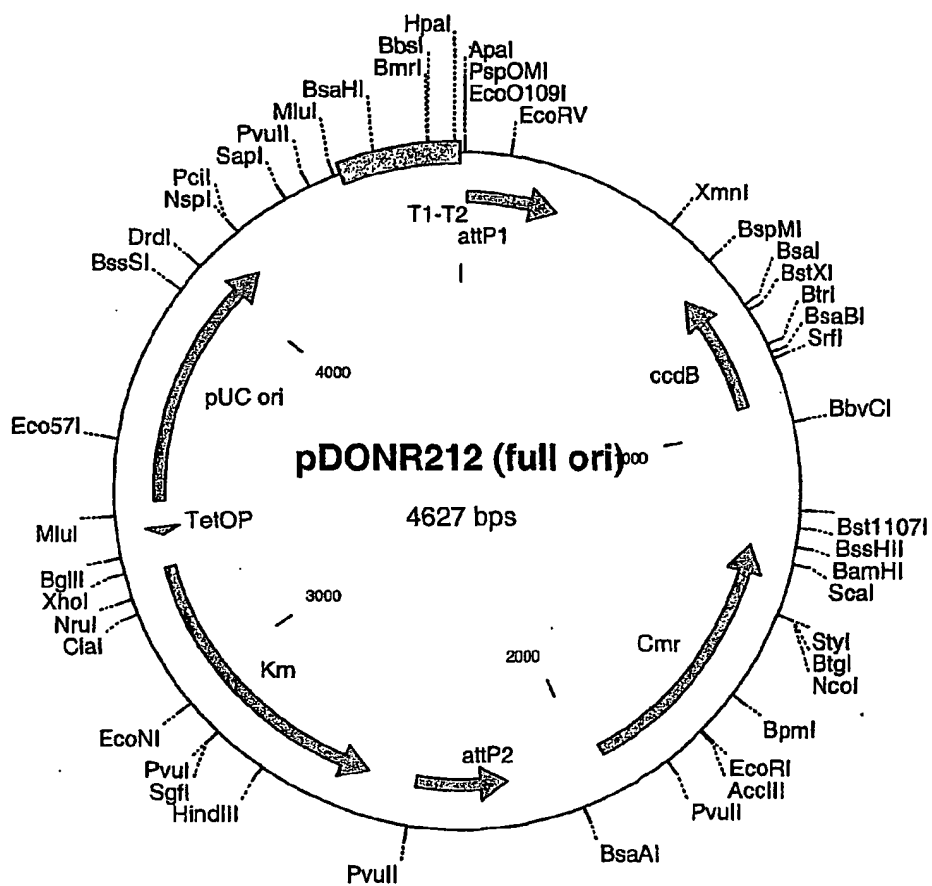 HpaI
BbsI
BmrI
BsaHI
MluI
PvuII
SapI
PciI
NspI
DrdI
BssSI
ApaI
PspOMI
EcoO109I
EcoRV
XmnI
BspMI
BsaI
BstXI
BtrI
BsaBI
SrfI
BbvCI
T1-T2
attP1
ccdB
4000
pUC ori
Eco57I
pDONR212 (full ori)
000
4627 bps
TetOP
MluI
BglII
XhoI
NruI
ClaI
Bst1107I
BssHII
BamHI
ScaI
3000
2000
Km
Cmr
StyI
BtgI
NcoI
BpmI
EcoNI
PvuI
SgfI
HindIII
attP2
EcoRI
AccIII
PvuII
BsaAI
PvuII